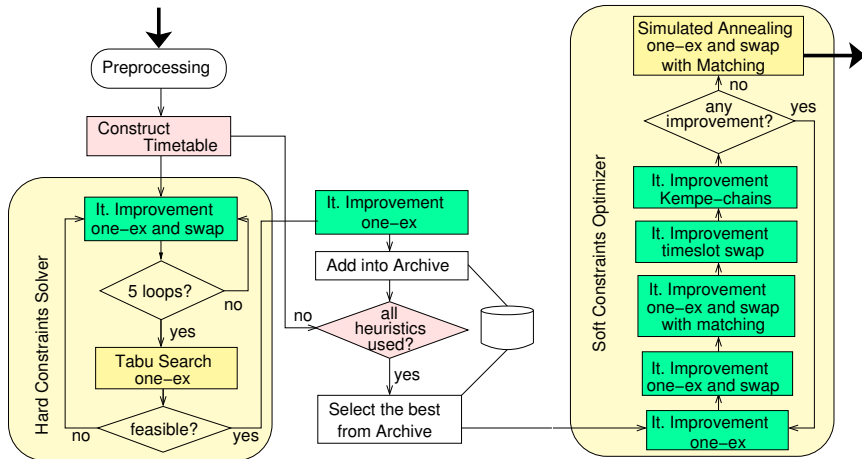 Preprocessing
Construct
Timetable
Hard Constraints Solver
It. Improvement
one-ex and swap
5 loops?
no
yes
Tabu Search
one-ex
feasible?
no
yes
It. Improvement
one-ex
Add into Archive
all
heuristics
used?
no
yes
Select the best
from Archive
Soft Constraints Optimizer
Simulated Annealing
one-ex and swap
with Matching
no
any
improvement?
yes
It. Improvement
Kempe-chains
It. Improvement
timeslot swap
It. Improvement
one-ex and swap
with matching
It. Improvement
one-ex and swap
It. Improvement
one-ex